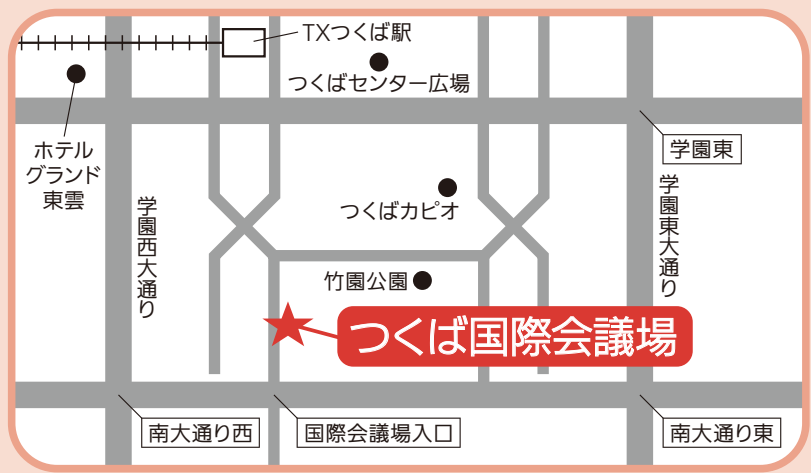 TXつくば駅
つくばセンター広場
ホテル
グランド
東雲
学園東
つくばカピオ
学園西大通り
学園東大通り
竹園公園
つくば国際会議場
南大通り西
国際会議場入口
南大通り東